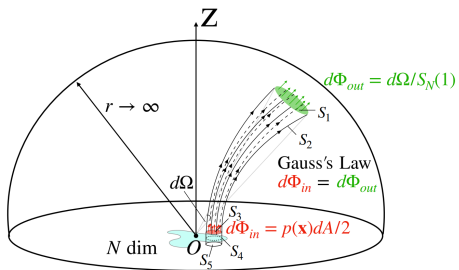 Z
dΦ_out = dΩ/S_N(1)
r → ∞
S_1
S_2
Gauss's Law
dΦ_in = dΦ_out
dΩ
S_3
dΦ_in = p(x)dA/2
N dim
O
S_4
S_5